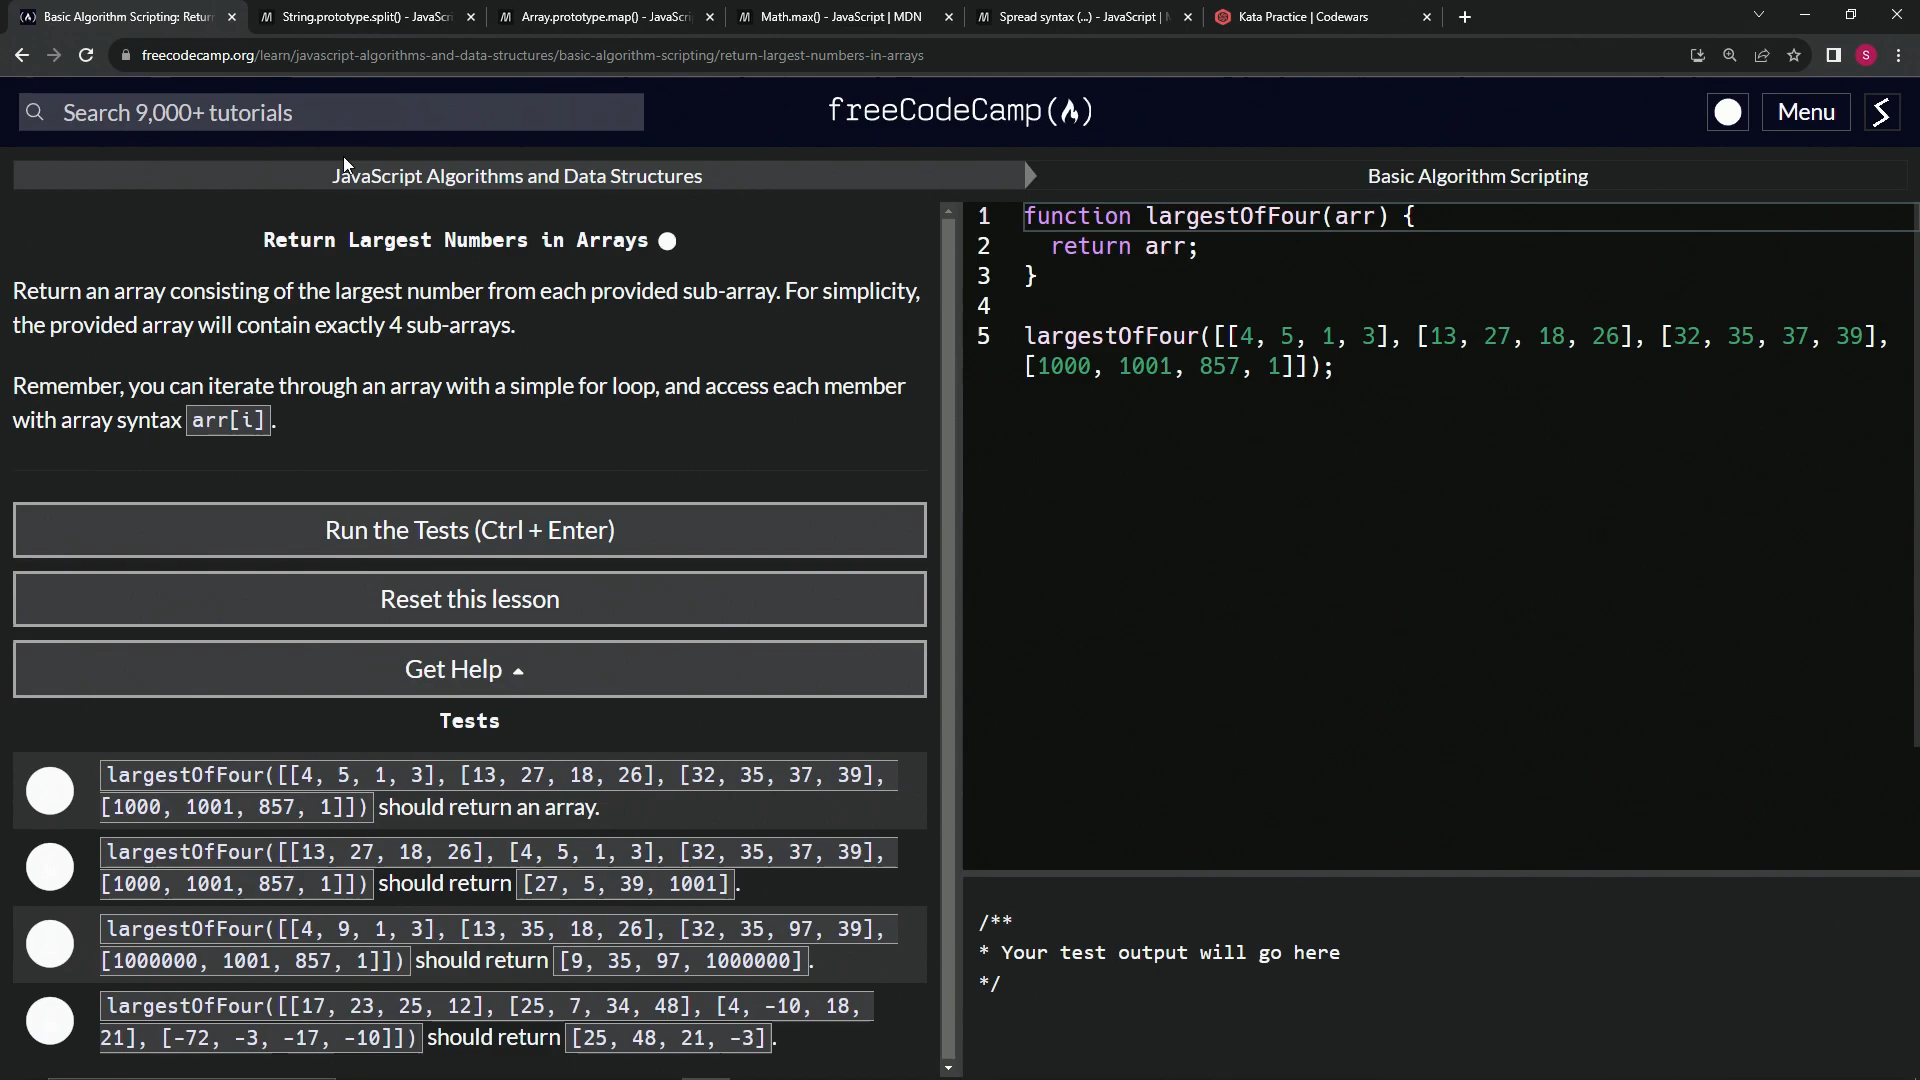 Basic Algorithm Scripting: Retur
String.prototype.split() - JavaSc
Array.prototype.map() - JavaScri
Math.max() - JavaScript | MDN
Spread syntax (...) - JavaScript |
Kata Practice | Codewars
freecodecamp.org/learn/javascript-algorithms-and-data-structures/basic-algorithm-scripting/return-largest-numbers-in-arrays
S
Search 9,000+ tutorials
freeCodeCamp
Menu
JavaScript Algorithms and Data Structures
Basic Algorithm Scripting
Return Largest Numbers in Arrays
Return an array consisting of the largest number from each provided sub-array. For simplicity,
the provided array will contain exactly 4 sub-arrays.
Remember, you can iterate through an array with a simple for loop, and access each member
with array syntax arr[i].
Run the Tests (Ctrl + Enter)
Reset this lesson
Get Help
Tests
largestOfFour([[4, 5, 1, 3], [13, 27, 18, 26], [32, 35, 37, 39],
[1000, 1001, 857, 1]]) should return an array.
largestOfFour([[13, 27, 18, 26], [4, 5, 1, 3], [32, 35, 37, 39],
[1000, 1001, 857, 1]]) should return [27, 5, 39, 1001].
largestOfFour([[4, 9, 1, 3], [13, 35, 18, 26], [32, 35, 97, 39],
[1000000, 1001, 857, 1]]) should return [9, 35, 97, 1000000].
largestOfFour([[17, 23, 25, 12], [25, 7, 34, 48], [4, -10, 18,
21], [-72, -3, -17, -10]]) should return [25, 48, 21, -3].
1 function largestOfFour(arr) {
2 return arr;
3 }
4
5 largestOfFour([[4, 5, 1, 3], [13, 27, 18, 26], [32, 35, 37, 39],
[1000, 1001, 857, 1]]);
/**
* Your test output will go here
*/